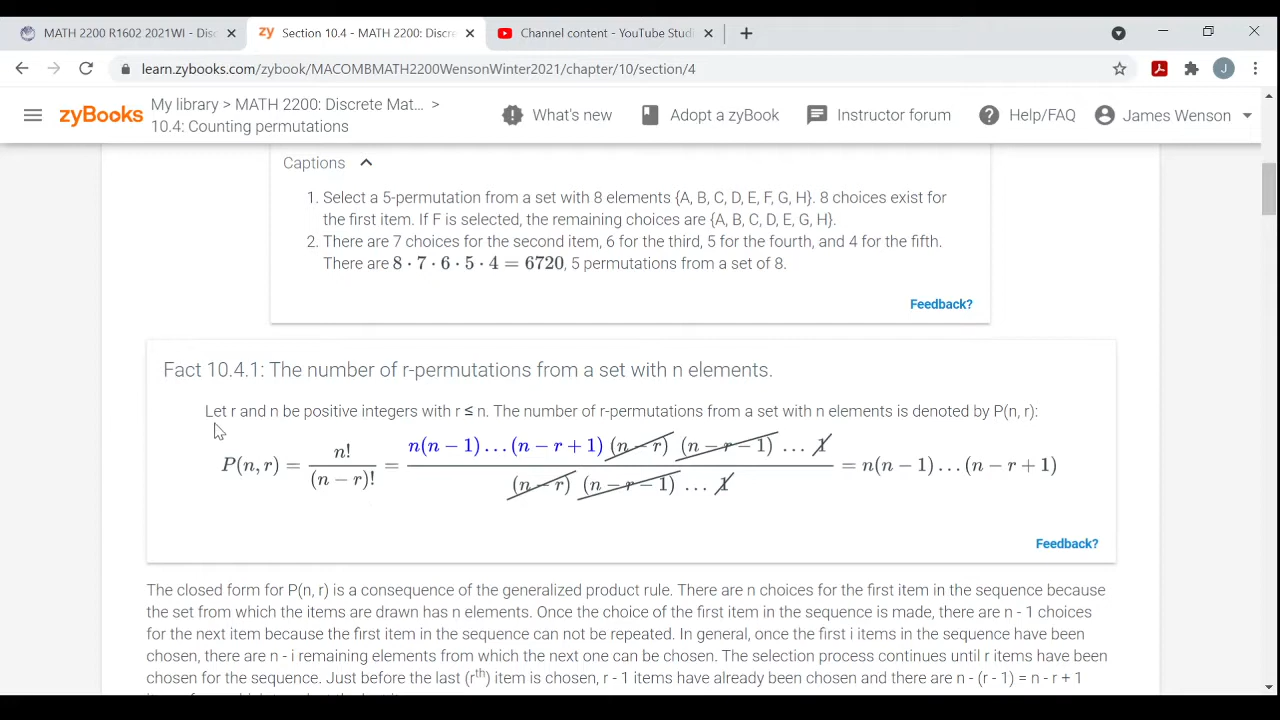 MATH 2200 R1602 2021WI - Disc
Section 10.4 - MATH 2200: Discre
Channel content - YouTube Studi
learn.zybooks.com/zybook/MACOMBMATH2200WensonWinter2021/chapter/10/section/4
J
zyBooks
My library > MATH 2200: Discrete Mat... >
10.4: Counting permutations
What's new
Adopt a zyBook
Instructor forum
Help/FAQ
James Wenson
Captions
1. Select a 5-permutation from a set with 8 elements {A, B, C, D, E, F, G, H}. 8 choices exist for
the first item. If F is selected, the remaining choices are {A, B, C, D, E, G, H}.
2. There are 7 choices for the second item, 6 for the third, 5 for the fourth, and 4 for the fifth.
There are 8 · 7 · 6 · 5 · 4 = 6720, 5 permutations from a set of 8.
Feedback?
Fact 10.4.1: The number of r-permutations from a set with n elements.
Let r and n be positive integers with r ≤ n. The number of r-permutations from a set with n elements is denoted by P(n, r):
P(n, r) = n! / (n − r)! = n(n − 1)...(n − r + 1)(n − r)(n − r − 1) ... 1 / (n − r)(n − r − 1) ... 1 = n(n − 1)...(n − r + 1)
Feedback?
The closed form for P(n, r) is a consequence of the generalized product rule. There are n choices for the first item in the sequence because
the set from which the items are drawn has n elements. Once the choice of the first item in the sequence is made, there are n - 1 choices
for the next item because the first item in the sequence can not be repeated. In general, once the first i items in the sequence have been
chosen, there are n - i remaining elements from which the next one can be chosen. The selection process continues until r items have been
chosen for the sequence. Just before the last (rth) item is chosen, r - 1 items have already been chosen and there are n - (r - 1) = n - r + 1